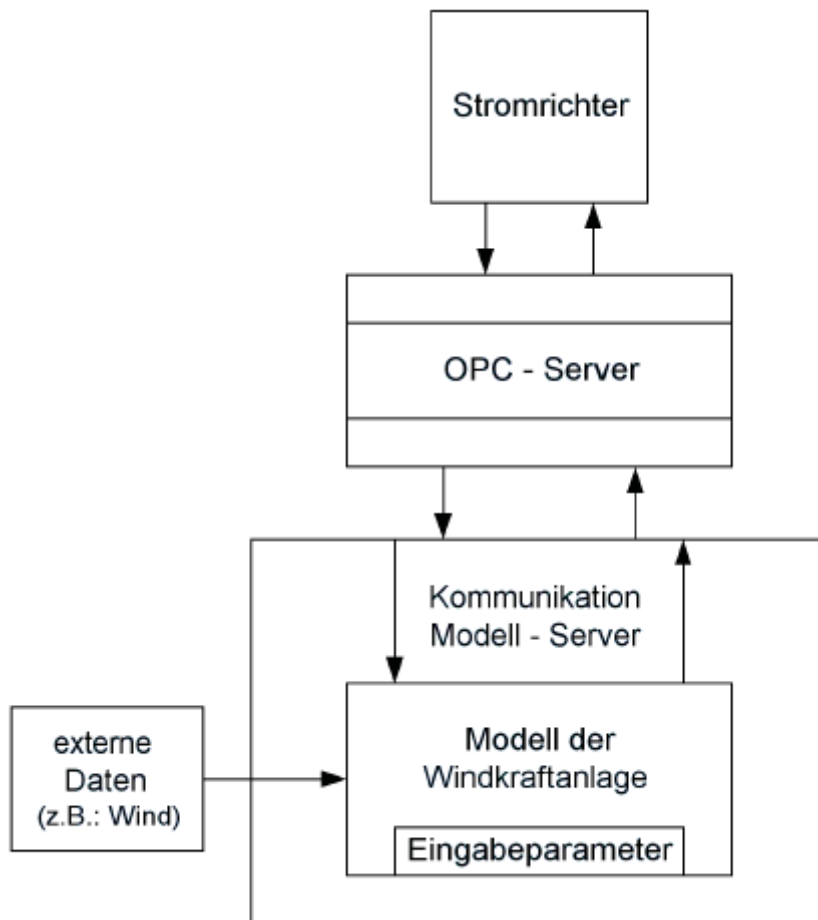 Stromrichter
OPC - Server
Kommunikation
Modell - Server
externe
Daten
(z.B.: Wind)
Modell der
Windkraftanlage
Eingabeparameter